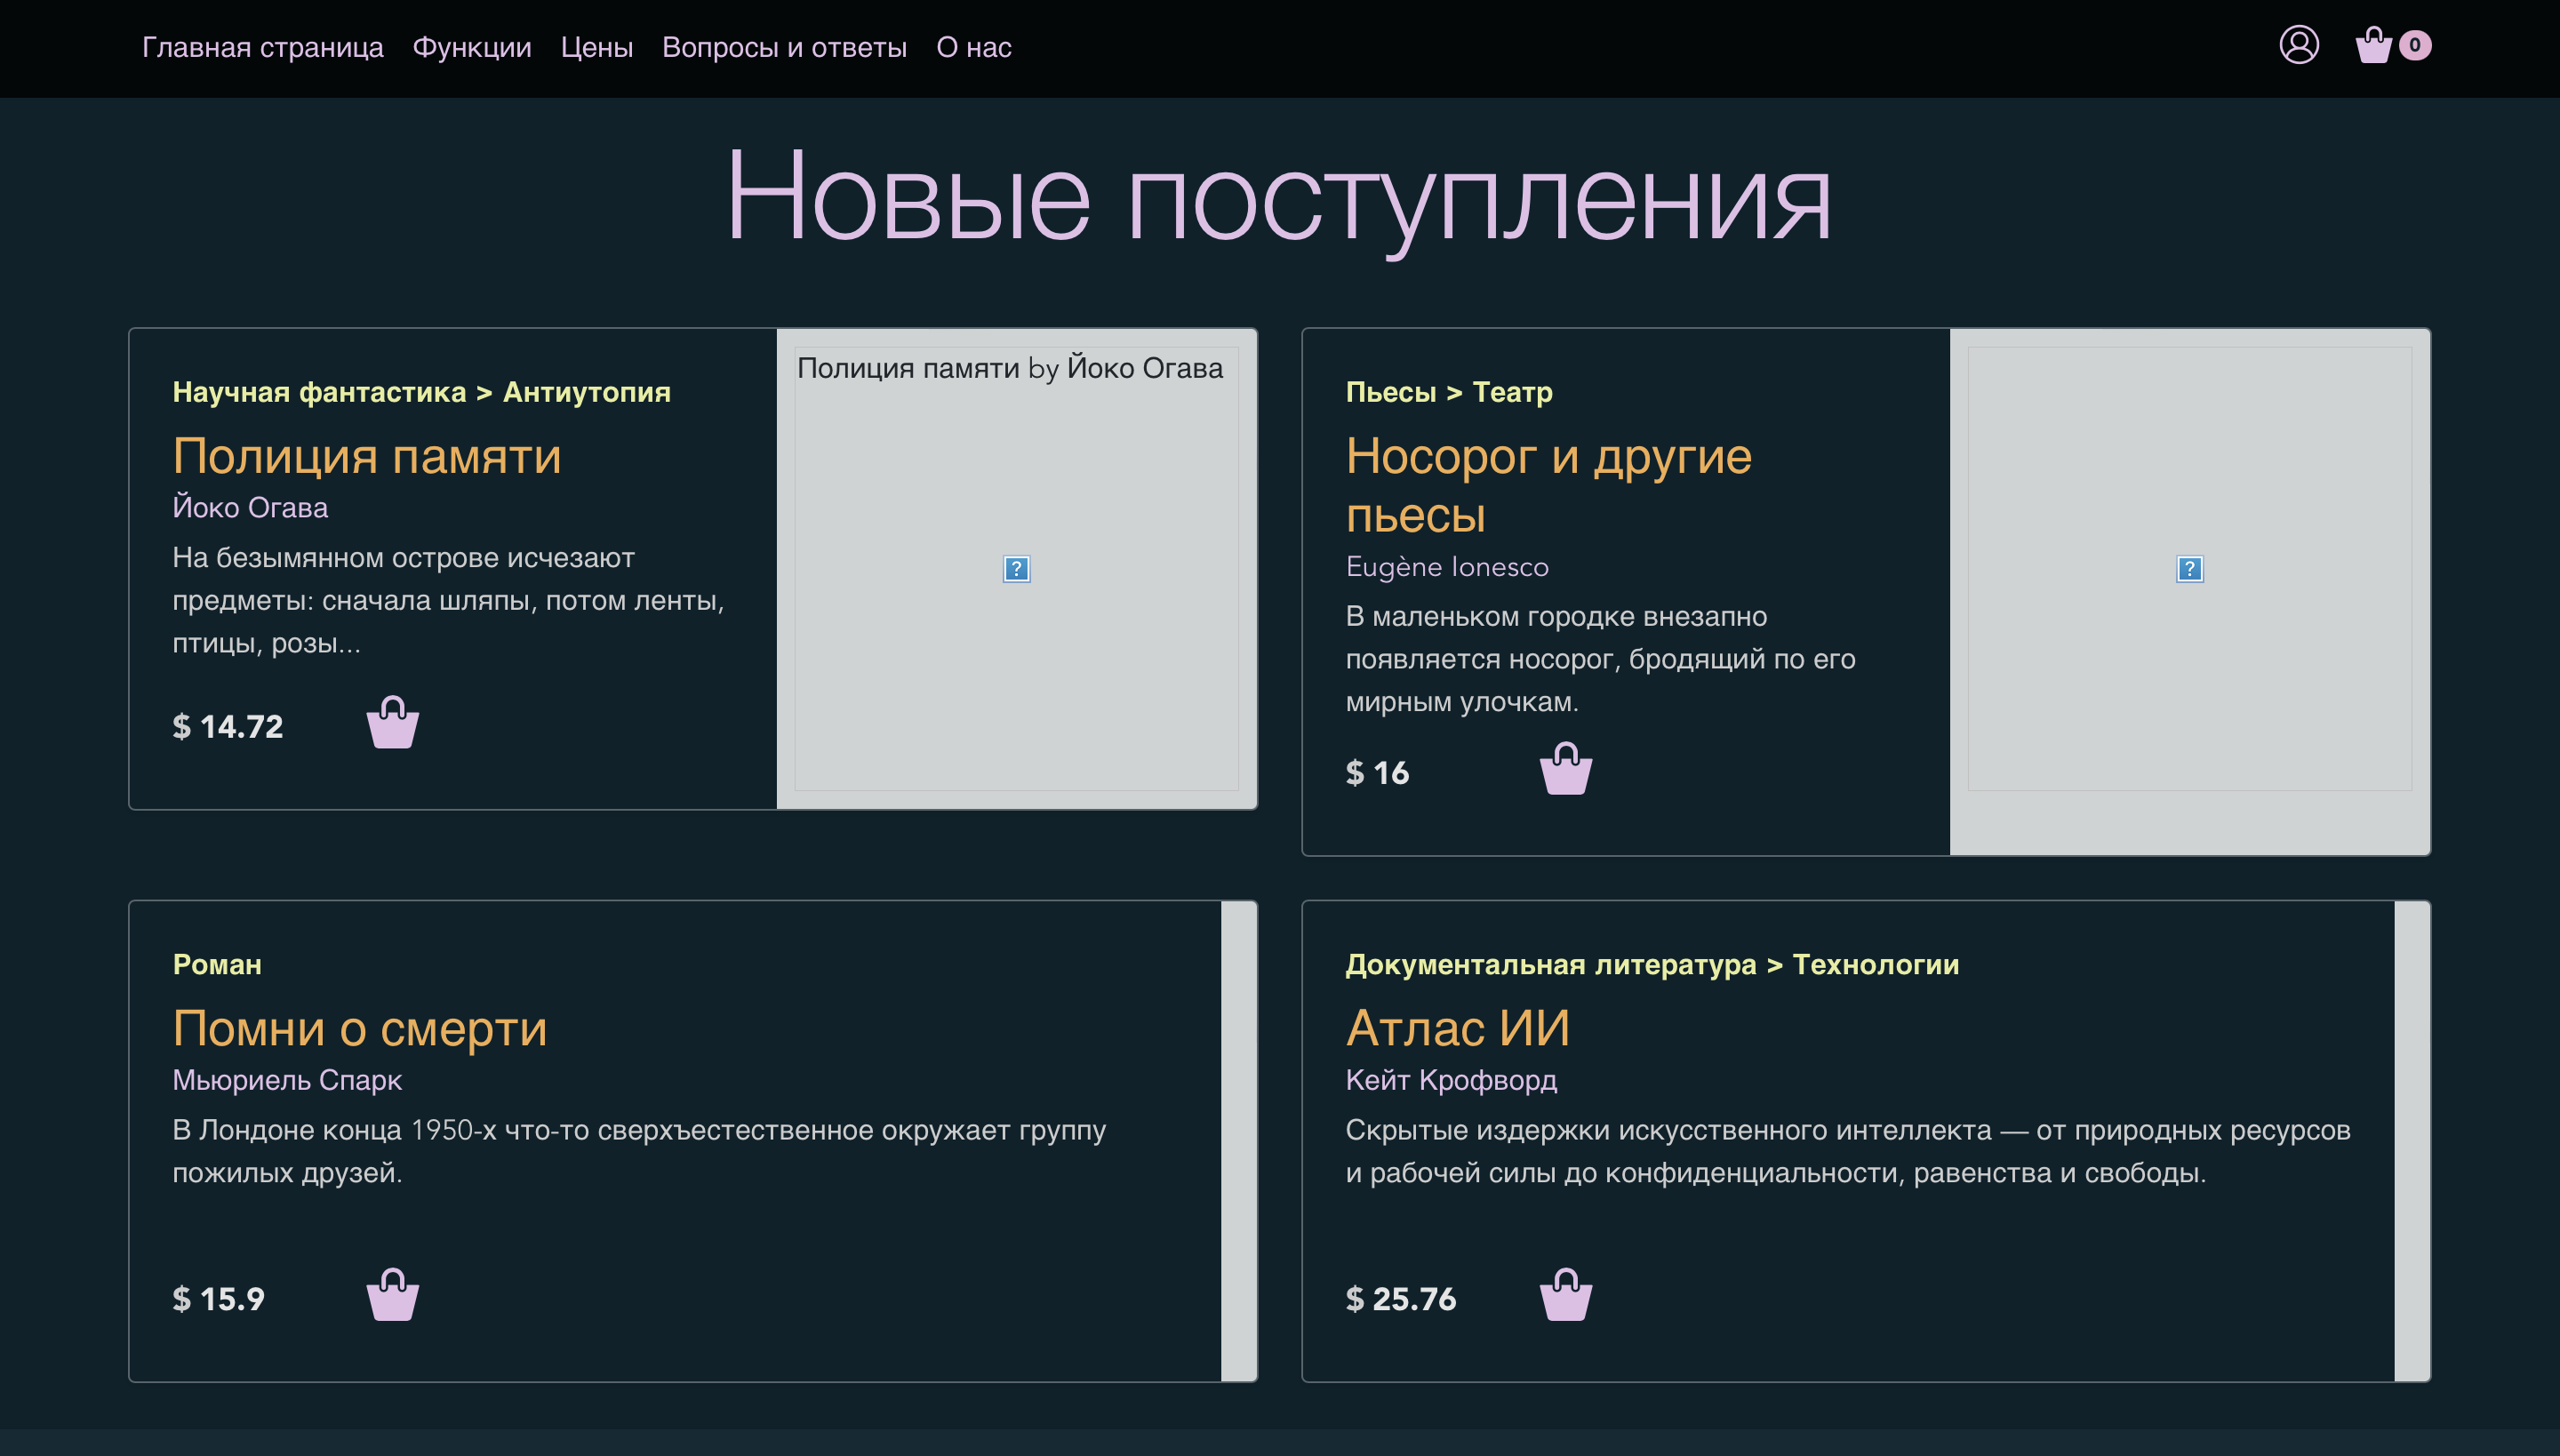 Главная страница Функции Цены Вопросы и ответы О нас 0
Новые поступления
Научная фантастика > Антиутопия
Полиция памяти
Йоко Огава
На безымянном острове исчезают
предметы: сначала шляпы, потом ленты,
птицы, розы...
$ 14.72
Полиция памяти by Йоко Огава
Пьесы > Театр
Носорог и другие
пьесы
Eugène Ionesco
В маленьком городке внезапно
появляется носорог, бродящий по его
мирным улочкам.
$ 16
Роман
Помни о смерти
Мьюриель Спарк
В Лондоне конца 1950-х что-то сверхъестественное окружает группу
пожилых друзей.
$ 15.9
Документальная литература > Технологии
Атлас ИИ
Кейт Крофворд
Скрытые издержки искусственного интеллекта — от природных ресурсов
и рабочей силы до конфиденциальности, равенства и свободы.
$ 25.76